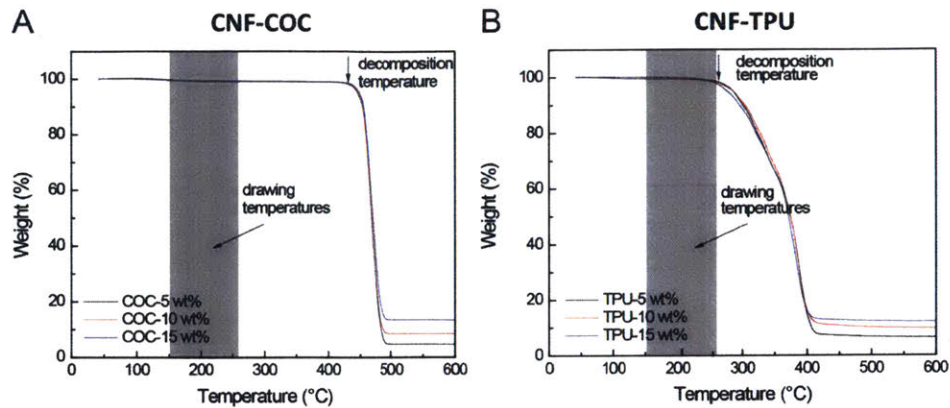 A
CNF-COC
decomposition
temperature
drawing
temperatures
Weight (%)
100
80
60
40
20
0
COC-5 wt%
COC-10 wt%
COC-15 wt%
0 100 200 300 400 500 600
Temperature (°C)
B
CNF-TPU
decomposition
temperature
drawing
temperatures
Weight (%)
100
80
60
40
20
0
TPU-5 wt%
TPU-10 wt%
TPU-15 wt%
0 100 200 300 400 500 600
Temperature (°C)